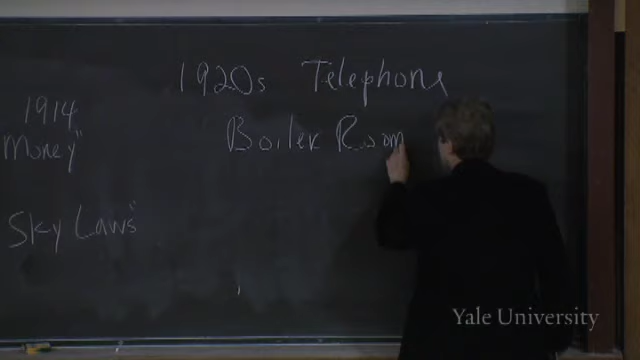 1920s Telephone
Boiler Room
1914
Money"
Sky Laws"
Yale University